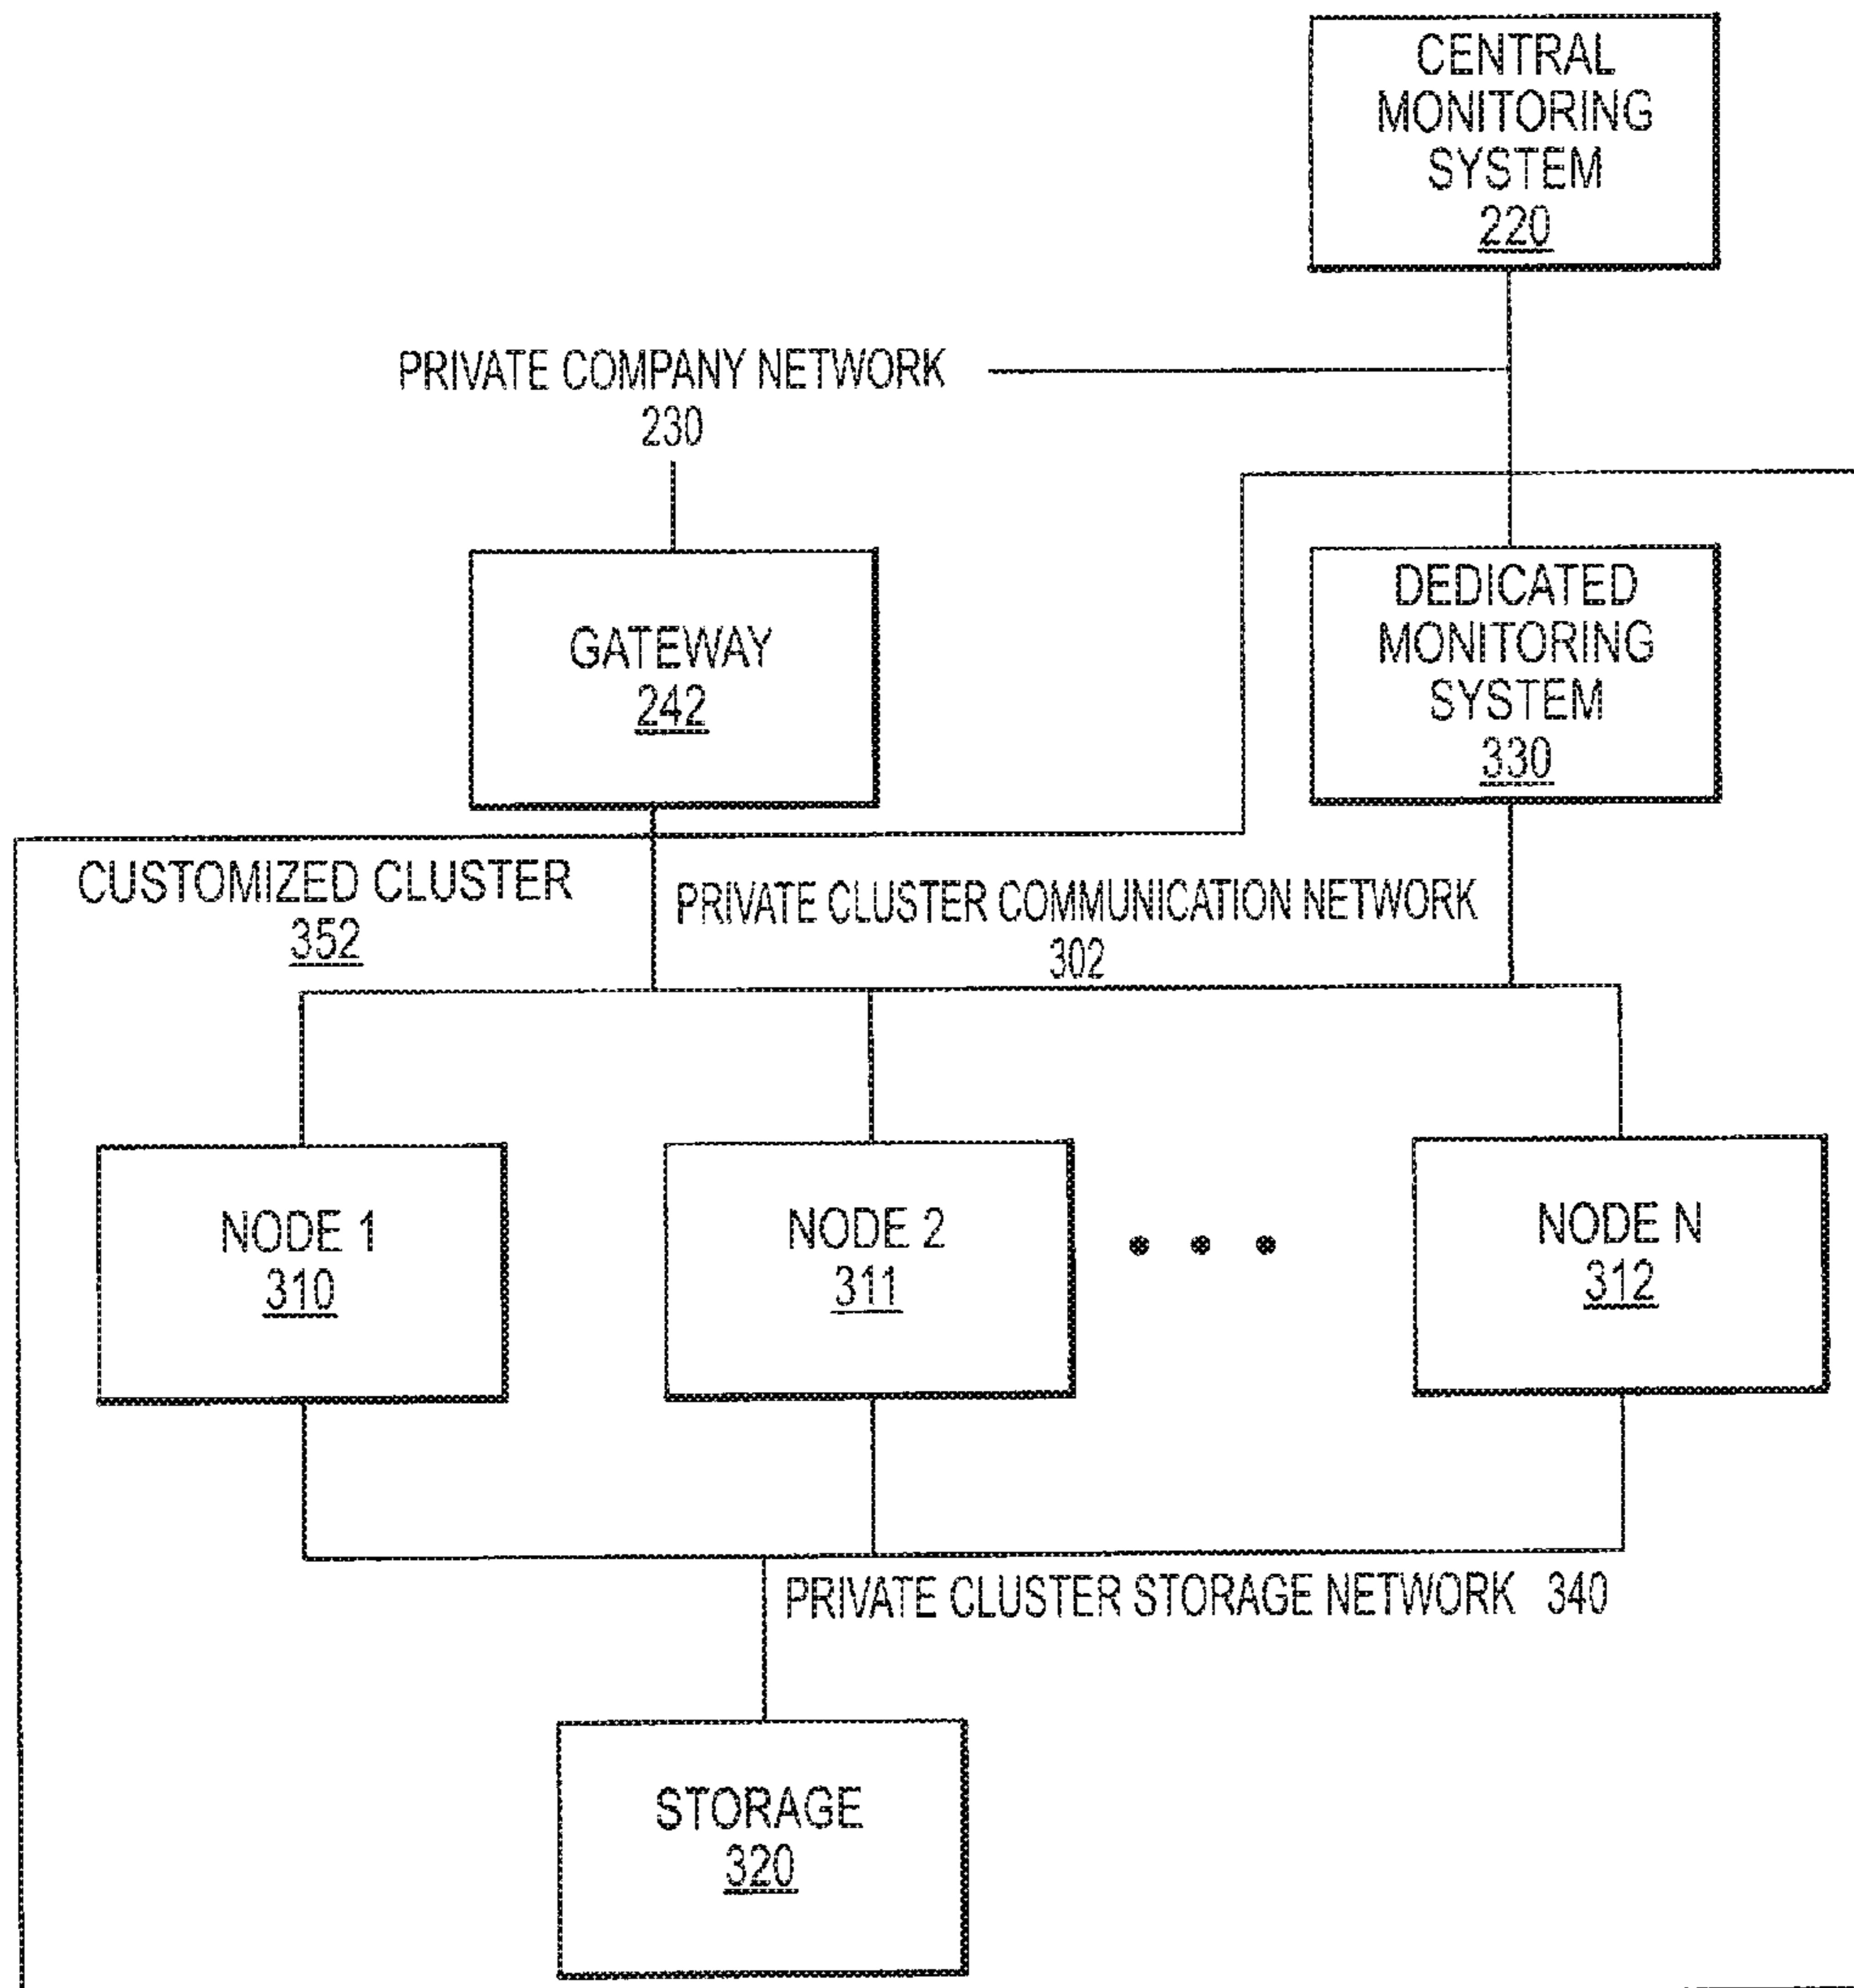 CENTRAL
MONITORING
SYSTEM
220
PRIVATE COMPANY NETWORK
230
GATEWAY
242
DEDICATED
MONITORING
SYSTEM
330
CUSTOMIZED CLUSTER
352
PRIVATE CLUSTER COMMUNICATION NETWORK
302
NODE 1
310
NODE 2
311
NODE N
312
PRIVATE CLUSTER STORAGE NETWORK 340
STORAGE
320